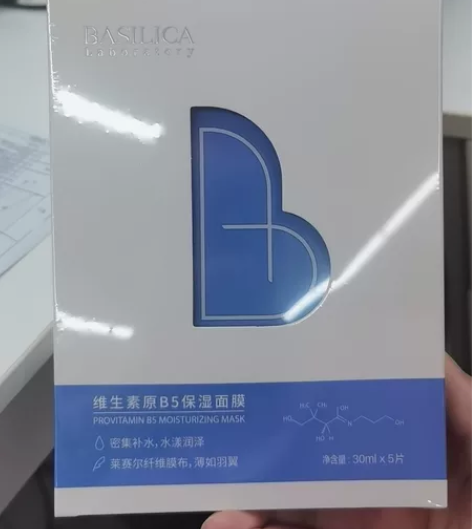 BASILICA
Laboratory
维生素原B5保湿面膜
PROVITAMIN B5 MOISTURIZING MASK
密集补水,水漾润泽
莱赛尔纤维膜布,薄如羽翼
净含量:30ml x 5片